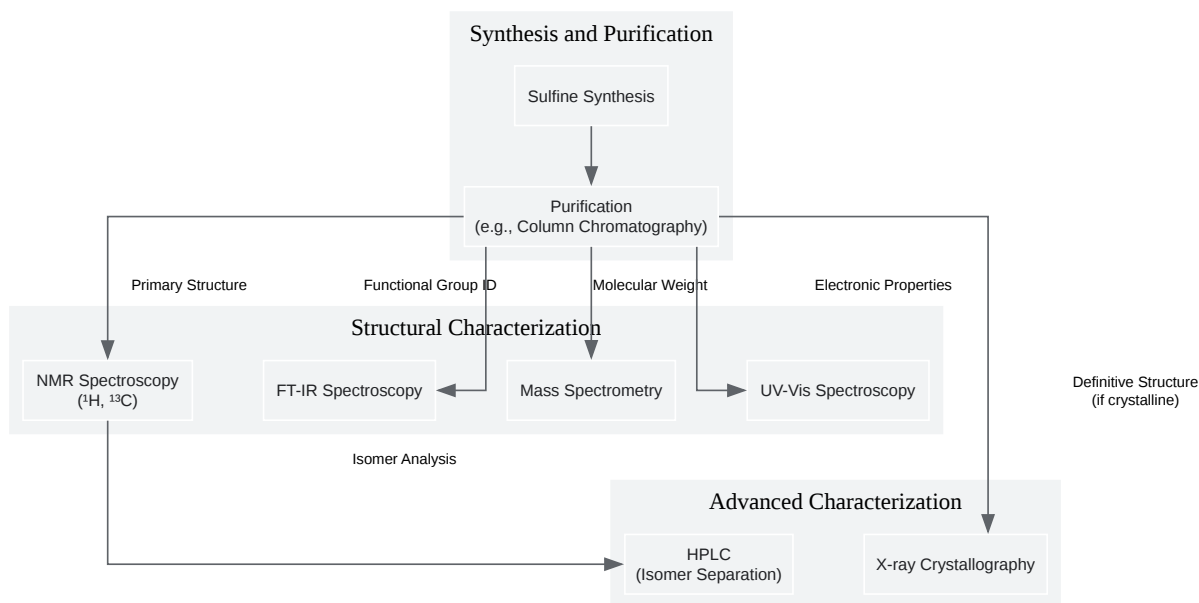 Synthesis and Purification
Sulfine Synthesis
Purification
(e.g., Column Chromatography)
Primary Structure
Functional Group ID
Molecular Weight
Electronic Properties
Structural Characterization
NMR Spectroscopy
(¹H, ¹³C)
FT-IR Spectroscopy
Mass Spectrometry
UV-Vis Spectroscopy
Definitive Structure
(if crystalline)
Isomer Analysis
Advanced Characterization
HPLC
(Isomer Separation)
X-ray Crystallography